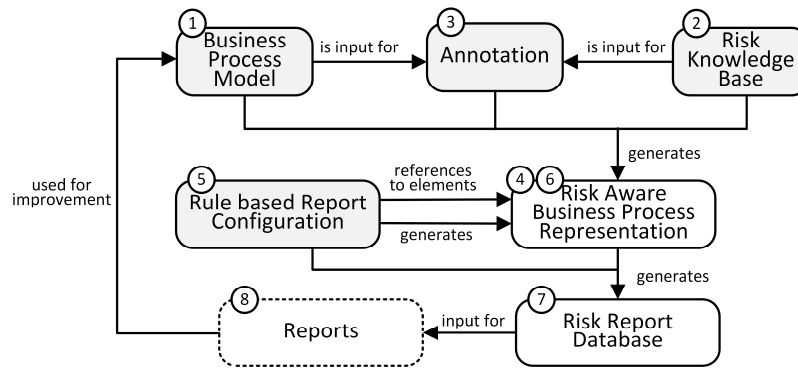 1
Business
Process
Model
is input for
3
Annotation
is input for
2
Risk
Knowledge
Base
generates
used for
improvement
5
Rule based Report
Configuration
references
to elements
generates
4 6
Risk Aware
Business Process
Representation
generates
8
Reports
input for
7
Risk Report
Database